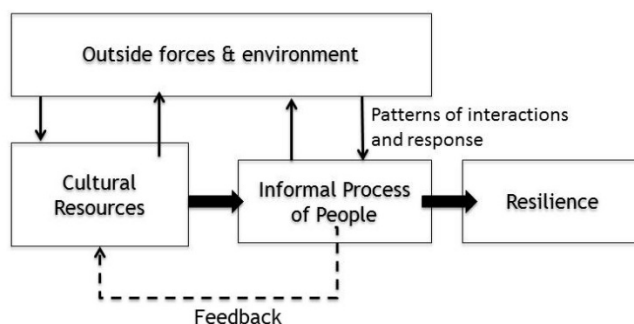 Outside forces & environment
Patterns of interactions
and response
Cultural
Resources
Informal Process
of People
Resilience
Feedback